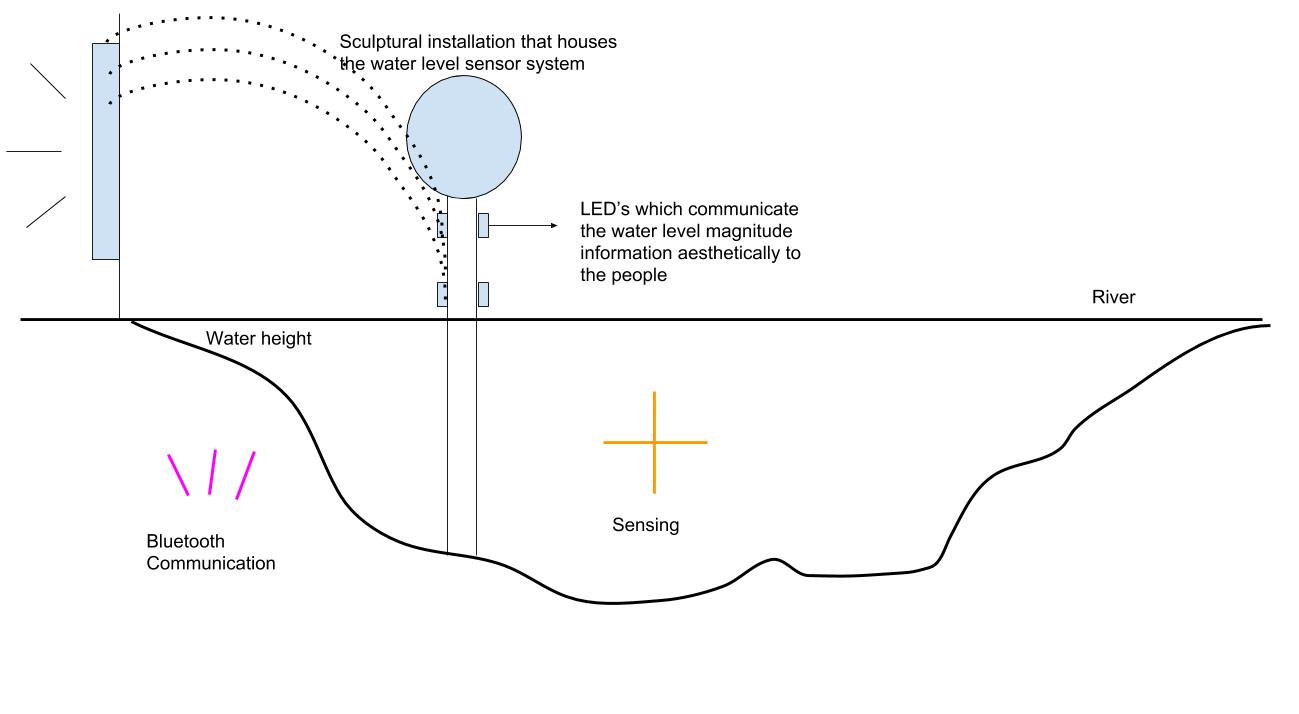 Sculptural installation that houses
the water level sensor system
LED's which communicate
the water level magnitude
information aesthetically to
the people
River
Water height
Sensing
Bluetooth
Communication